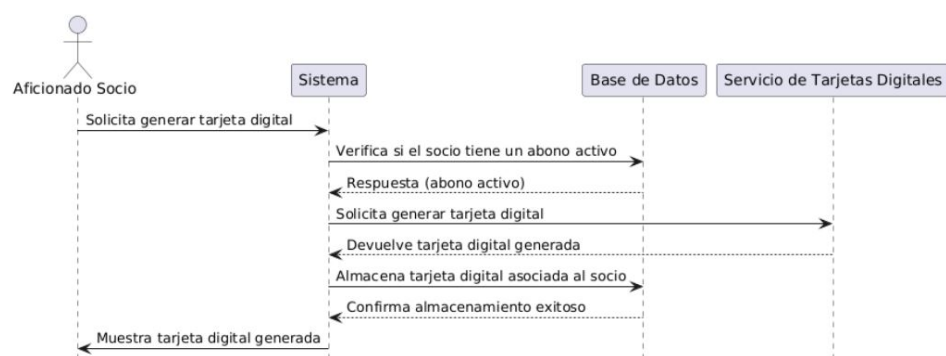 Aficionado Socio
Sistema
Base de Datos
Servicio de Tarjetas Digitales
Solicita generar tarjeta digital
Verifica si el socio tiene un abono activo
Respuesta (abono activo)
Solicita generar tarjeta digital
Devuelve tarjeta digital generada
Almacena tarjeta digital asociada al socio
Confirma almacenamiento exitoso
Muestra tarjeta digital generada